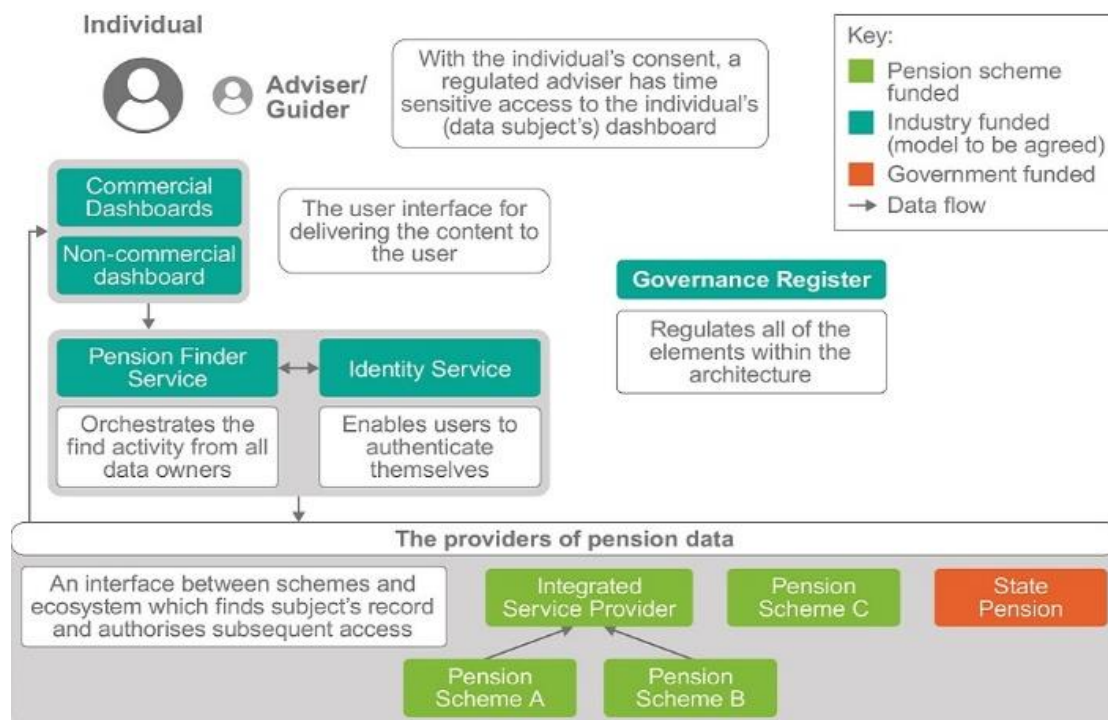 Individual
Adviser/
Guider
With the individual's consent, a
regulated adviser has time
sensitive access to the individual's
(data subject's) dashboard
Key:
Pension scheme
funded
Industry funded
(model to be agreed)
Government funded
Data flow
Commercial
Dashboards
Non-commercial
dashboard
The user interface for
delivering the content to
the user
Governance Register
Regulates all of the
elements within the
architecture
Pension Finder
Service
Identity Service
Orchestrates the
find activity from all
data owners
Enables users to
authenticate
themselves
The providers of pension data
An interface between schemes and
ecosystem which finds subject's record
and authorises subsequent access
Integrated
Service Provider
Pension
Scheme C
State
Pension
Pension
Scheme A
Pension
Scheme B